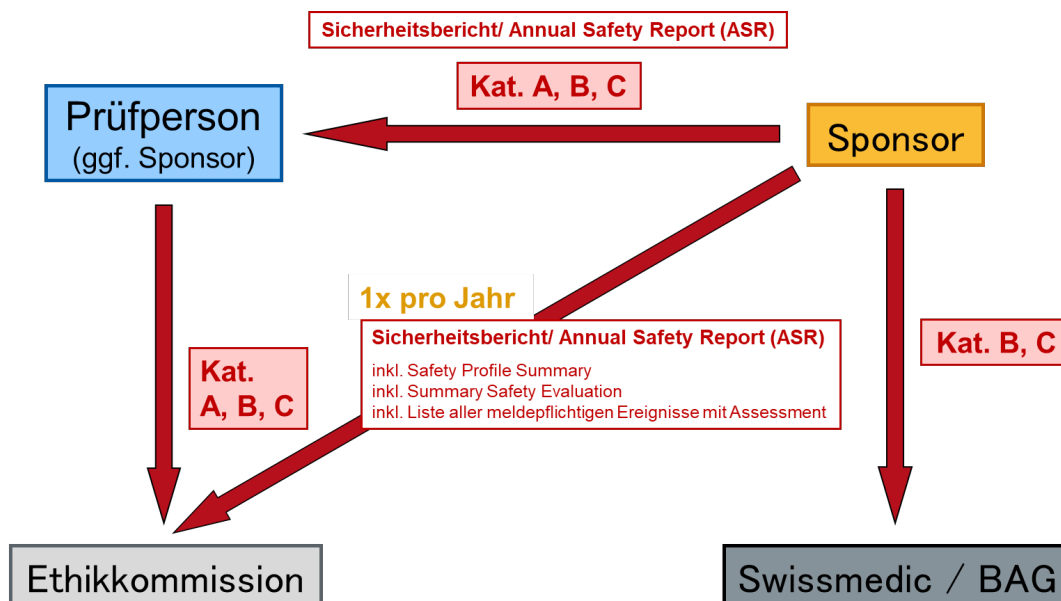 Sicherheitsbericht/ Annual Safety Report (ASR)
Kat. A, B, C
Prüfperson
(ggf. Sponsor)
Sponsor
1x pro Jahr
Sicherheitsbericht/ Annual Safety Report (ASR)
inkl. Safety Profile Summary
inkl. Summary Safety Evaluation
inkl. Liste aller meldepflichtigen Ereignisse mit Assessment
Kat. B, C
Kat.
A, B, C
Ethikkommission
Swissmedic / BAG